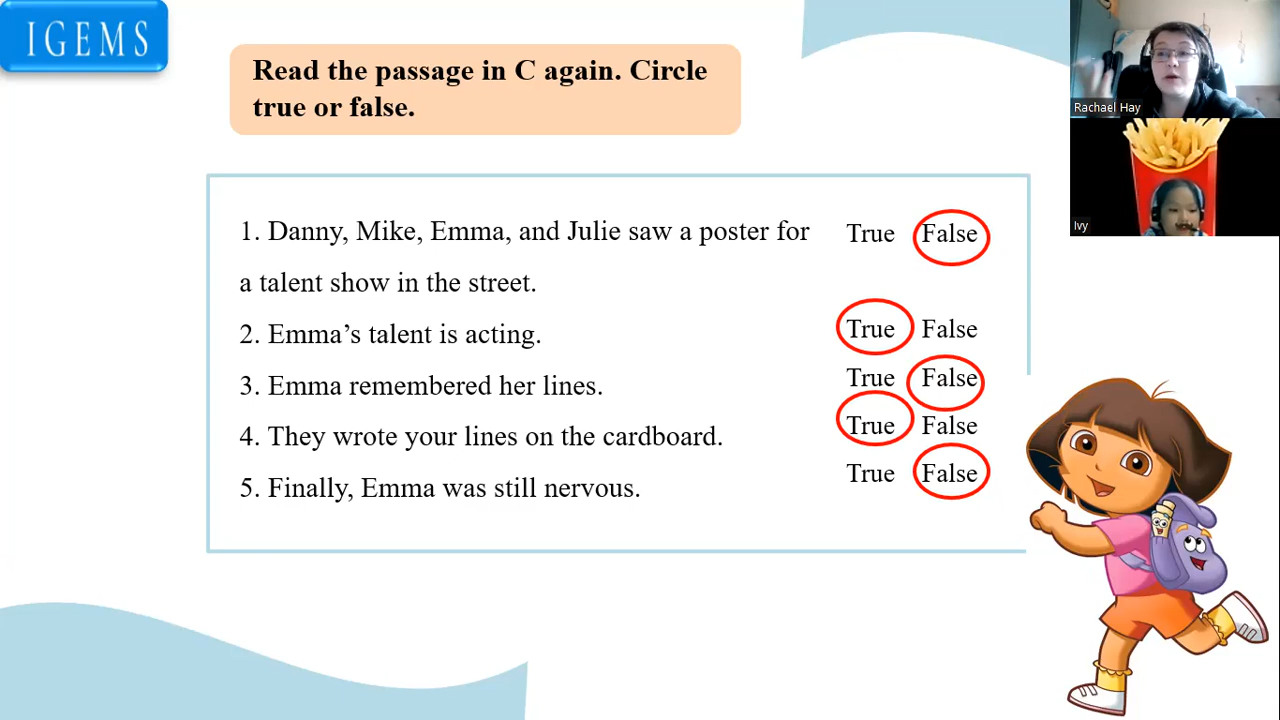 IGEMS
Read the passage in C again. Circle
true or false.
Rachael Hay
Ivy
1. Danny, Mike, Emma, and Julie saw a poster for
a talent show in the street.
True False
2. Emma’s talent is acting.
True False
3. Emma remembered her lines.
True False
4. They wrote your lines on the cardboard.
True False
5. Finally, Emma was still nervous.
True False